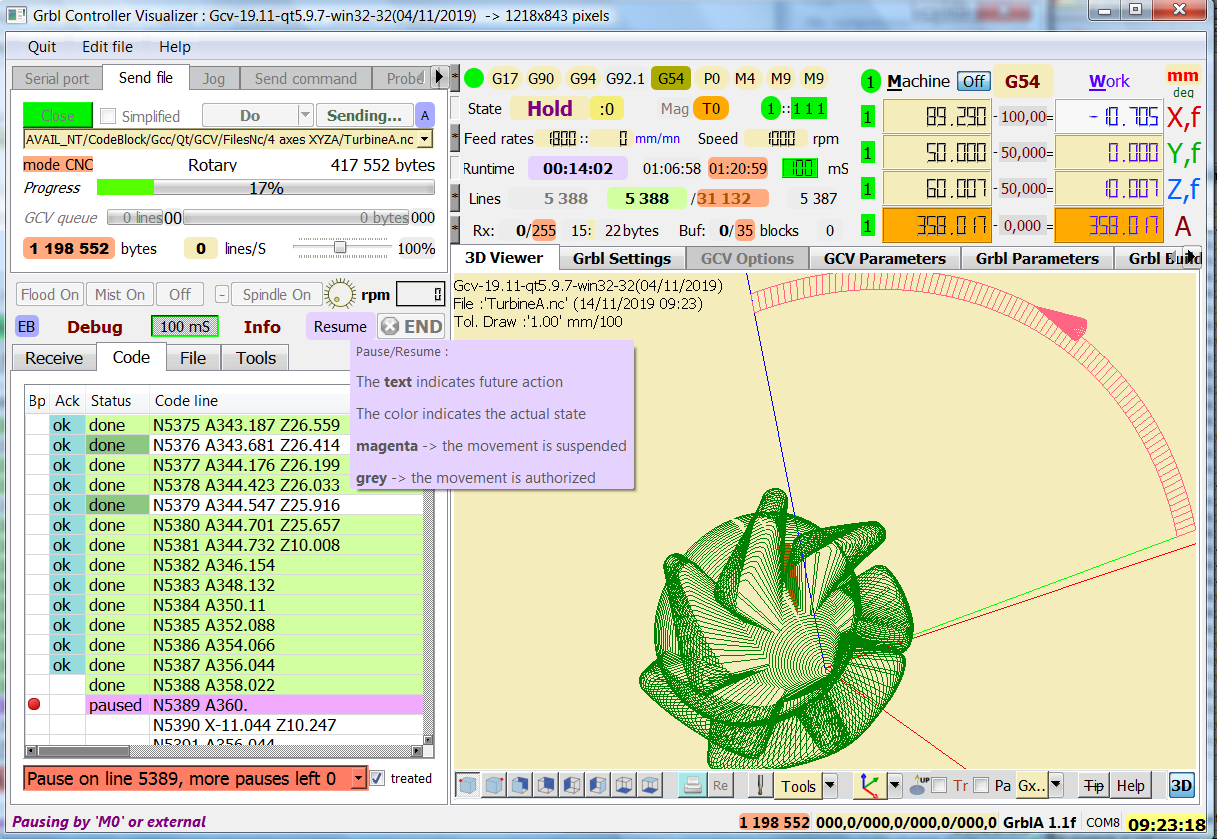 Grbl Controller Visualizer : Gcv-19.11-qt5.9.7-win32-32(04/11/2019) -> 1218x843 pixels
Quit Edit file Help
Serial port Send file Jog Send command Probe
Close Simplified Do Sending... A
AVAIL_NT/CodeBlock/Gcc/Qt/GCV/FilesNc/4 axes XYZA/TurbineA.nc
mode CNC Rotary 417 552 bytes
Progress 17%
GCV queue 0 lines 00 0 bytes 000
1 198 552 bytes 0 lines/S 100%
Flood On Mist On Off - Spindle On rpm 0
EB Debug 100 mS Info Resume END
Receive Code File Tools
Bp Ack Status Code line
ok done N5375 A343.187 Z26.559
ok done N5376 A343.681 Z26.414
ok done N5377 A344.176 Z26.199
ok done N5378 A344.423 Z26.033
ok done N5379 A344.547 Z25.916
ok done N5380 A344.701 Z25.657
ok done N5381 A344.732 Z10.008
ok done N5382 A346.154
ok done N5383 A348.132
ok done N5384 A350.11
ok done N5385 A352.088
ok done N5386 A354.066
ok done N5387 A356.044
done N5388 A358.022
paused N5389 A360.
N5390 X-11.044 Z10.247
N5391 A356.044
Pause on line 5389, more pauses left 0 treated
Pausing by 'M0' or external
Pause/Resume :
The text indicates future action
The color indicates the actual state
magenta -> the movement is suspended
grey -> the movement is authorized
* G17 G90 G94 G92.1 G54 P0 M4 M9 M9
State Hold :0 Mag T0 1::111
* Feed rates 1800 :: 0 mm/mn Speed 1000 rpm
Runtime 00:14:02 01:06:58 01:20:59 100 mS
* Lines 5 388 5 388 /31 132 5 387
* Rx: 0/255 15: 22bytes Buf: 0/35 blocks 0
1 Machine Off G54 Work mm
deg
1 89.290 - 100,00= -10.705 X,f
1 50.000 - 50,000= 0.000 Y,f
1 60.007 - 50,000= 10.007 Z,f
1 358.017 - 0,000= 358.017 A
3D Viewer Grbl Settings GCV Options GCV Parameters Grbl Parameters Grbl Build
Gcv-19.11-qt5.9.7-win32-32(04/11/2019)
File :'TurbineA.nc' (14/11/2019 09:23)
Tol. Draw :'1.00' mm/100
Re Tools UP Tr Pa Gx.. Tip Help 3D
1 198 552 000,0/000,0/000,0/000,0 GrblA 1.1f COM8 09:23:18